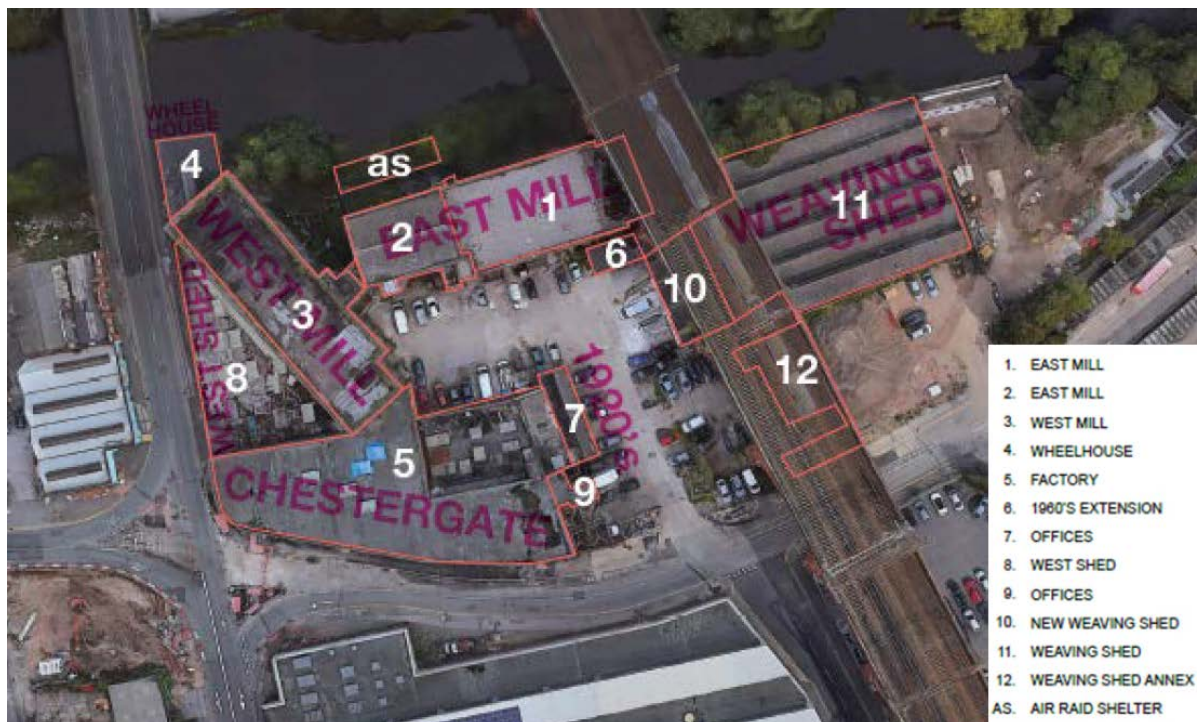 WHEEL
HOUSE
4
as
WEST MILL
3
2
EAST MILL
1
6
WEAVING
SHED
11
10
WEST SHED
8
12
1920's
7
5
CHESTERGATE
9
1. EAST MILL
2. EAST MILL
3. WEST MILL
4. WHEELHOUSE
5. FACTORY
6. 1960'S EXTENSION
7. OFFICES
8. WEST SHED
9. OFFICES
10. NEW WEAVING SHED
11. WEAVING SHED
12. WEAVING SHED ANNEX
AS. AIR RAID SHELTER